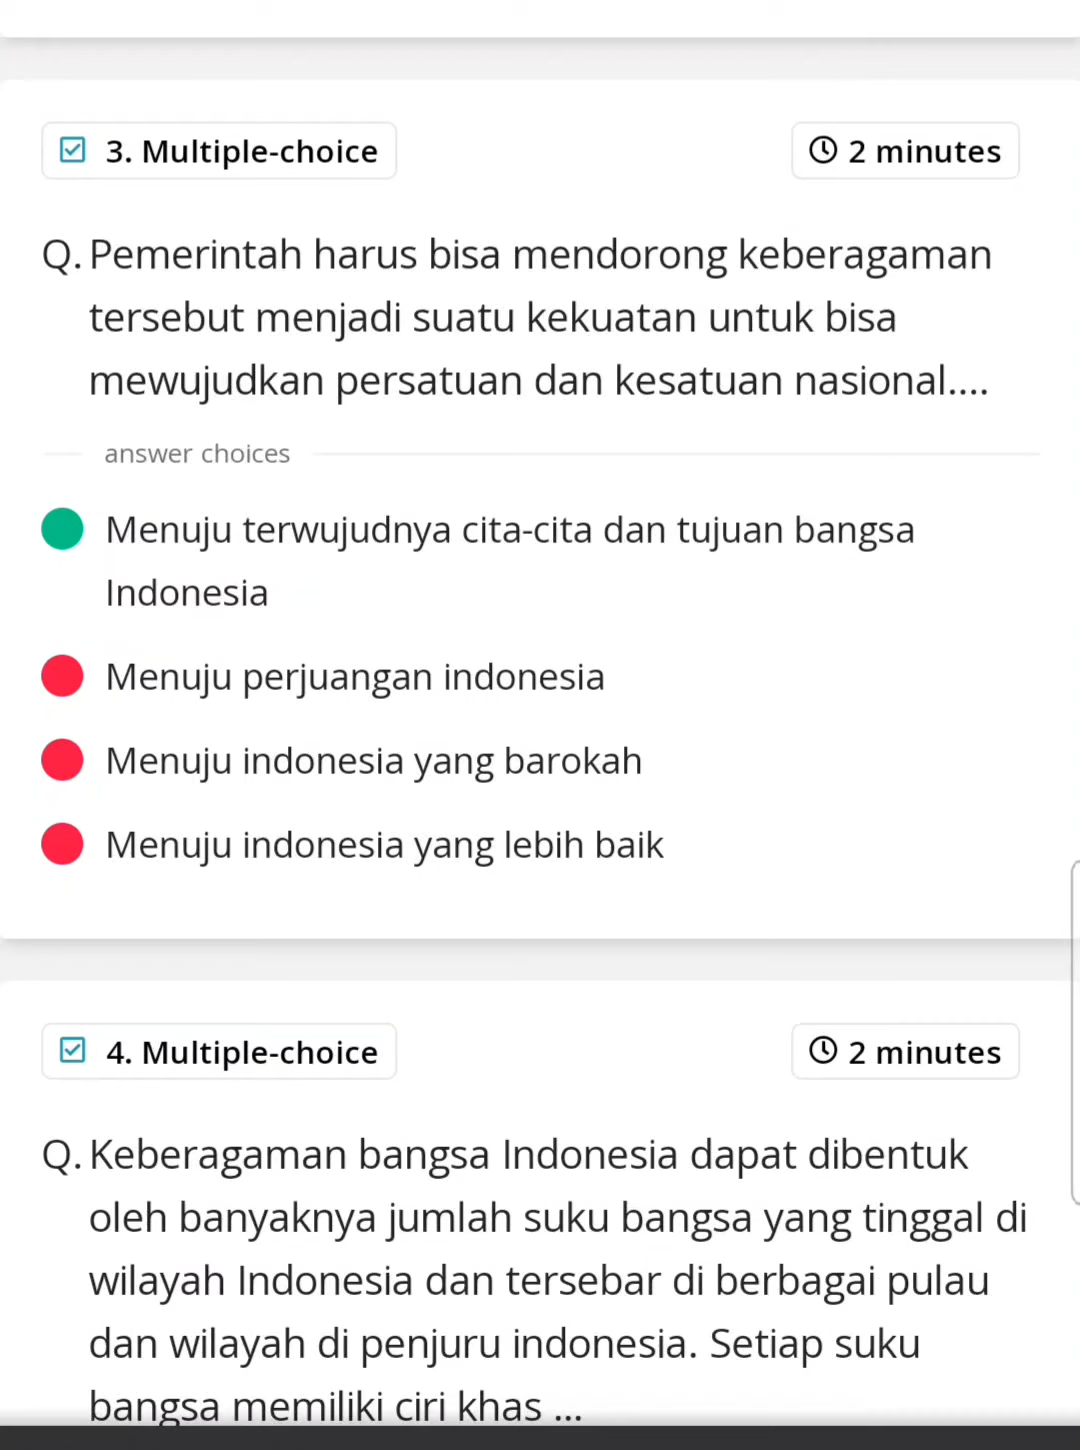 3. Multiple-choice
2 minutes
Q. Pemerintah harus bisa mendorong keberagaman
tersebut menjadi suatu kekuatan untuk bisa
mewujudkan persatuan dan kesatuan nasional....
answer choices
Menuju terwujudnya cita-cita dan tujuan bangsa
Indonesia
Menuju perjuangan indonesia
Menuju indonesia yang barokah
Menuju indonesia yang lebih baik
4. Multiple-choice
2 minutes
Q. Keberagaman bangsa Indonesia dapat dibentuk
oleh banyaknya jumlah suku bangsa yang tinggal di
wilayah Indonesia dan tersebar di berbagai pulau
dan wilayah di penjuru indonesia. Setiap suku
bangsa memiliki ciri khas ...